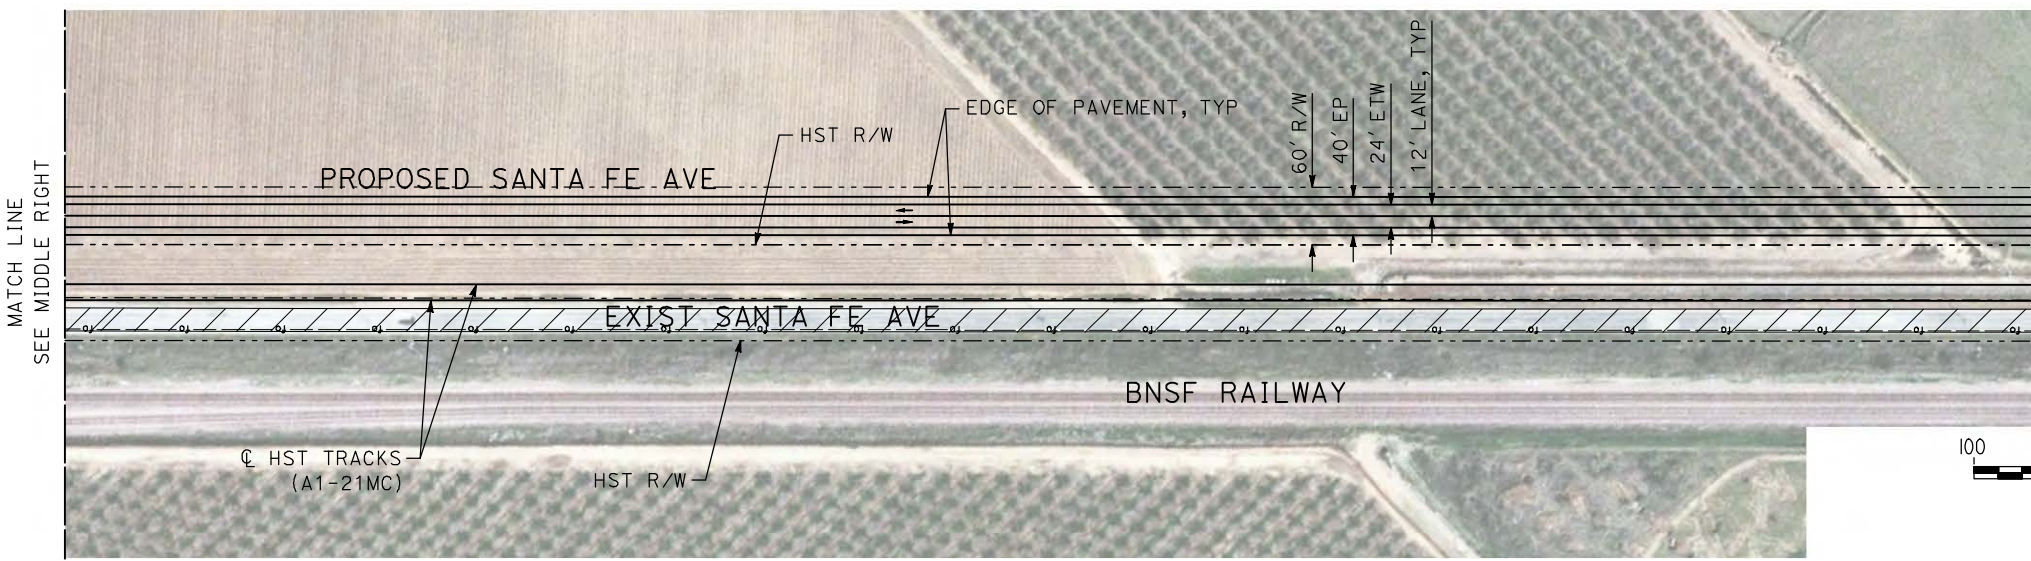 MATCH LINE
SEE MIDDLE RIGHT
PROPOSED SANTA FE AVE
HST R/W
EDGE OF PAVEMENT, TYP
60' R/W
40' EP
24' ETW
12' LANE, TYP
EXIST SANTA FE AVE
BNSF RAILWAY
℄ HST TRACKS
(A1-21MC)
HST R/W
100